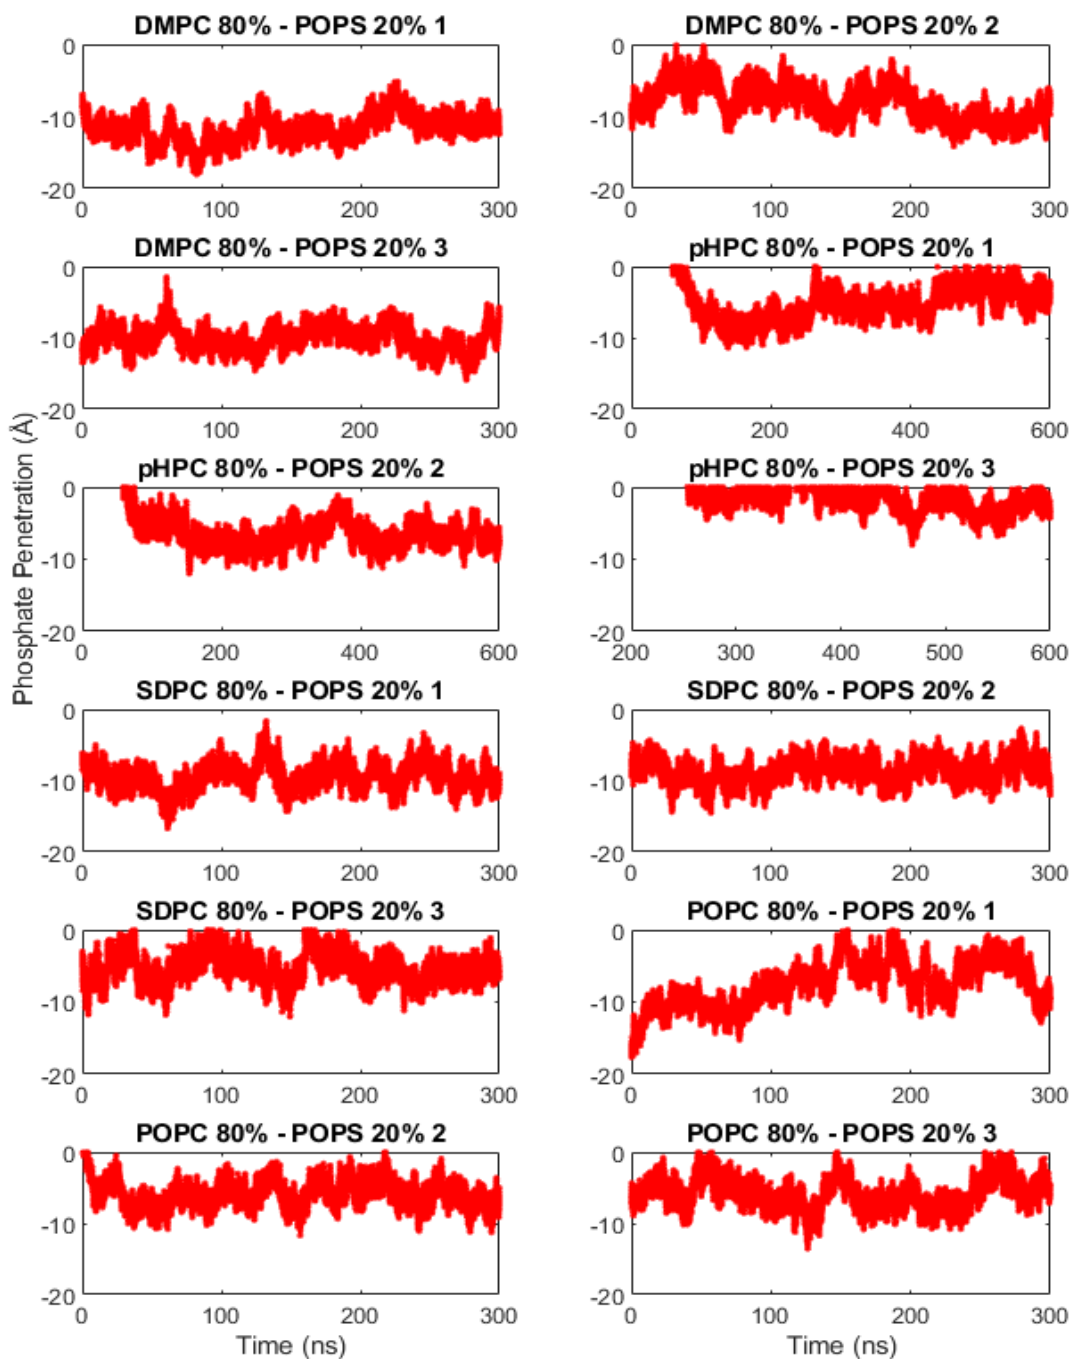 DMPC 80% - POPS 20% 1
DMPC 80% - POPS 20% 2
0
-10
-20
0 100 200 300
0
-10
-20
0 100 200 300
DMPC 80% - POPS 20% 3
pHPC 80% - POPS 20% 1
0
-10
-20
0 100 200 300
0
-10
-20
0 200 400 600
Phosphate Penetration (Å)
pHPC 80% - POPS 20% 2
pHPC 80% - POPS 20% 3
0
-10
-20
0 200 400 600
0
-10
-20
200 300 400 500 600
SDPC 80% - POPS 20% 1
SDPC 80% - POPS 20% 2
0
-10
-20
0 100 200 300
0
-10
-20
0 100 200 300
SDPC 80% - POPS 20% 3
POPC 80% - POPS 20% 1
0
-10
-20
0 100 200 300
0
-10
-20
0 100 200 300
POPC 80% - POPS 20% 2
POPC 80% - POPS 20% 3
0
-10
-20
0 100 200 300
0
-10
-20
0 100 200 300
Time (ns)
Time (ns)